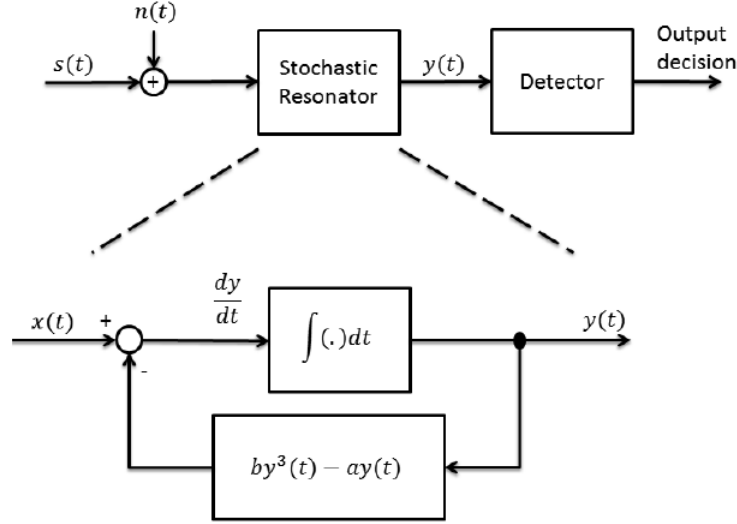 n(t)
s(t)
+
Stochastic
Resonator
y(t)
Detector
Output
decision
x(t)
+
-
dy
dt
∫(.)dt
y(t)
by³(t) − ay(t)